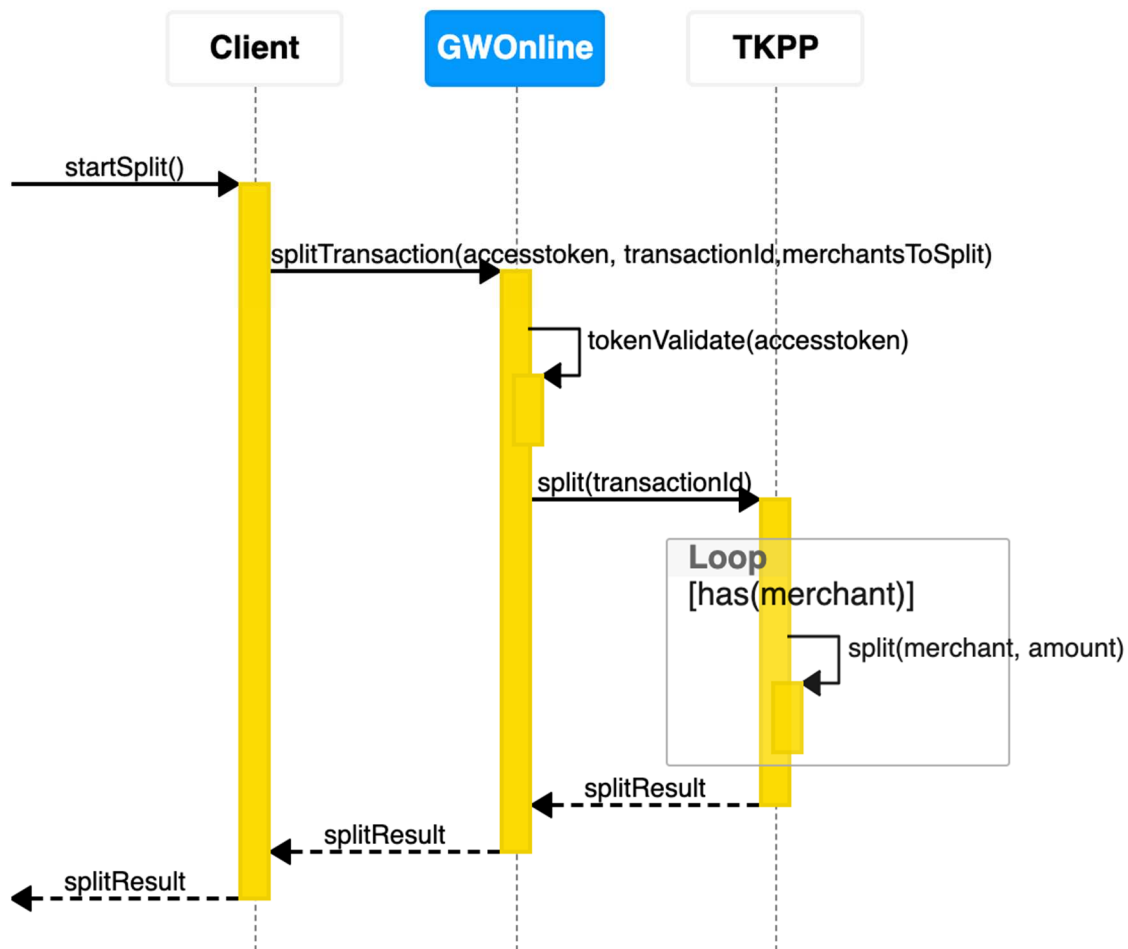 Client
GWOnline
TKPP
startSplit()
splitTransaction(accesstoken, transactionId,merchantsToSplit)
tokenValidate(accesstoken)
split(transactionId)
Loop
[has(merchant)]
split(merchant, amount)
splitResult
splitResult
splitResult